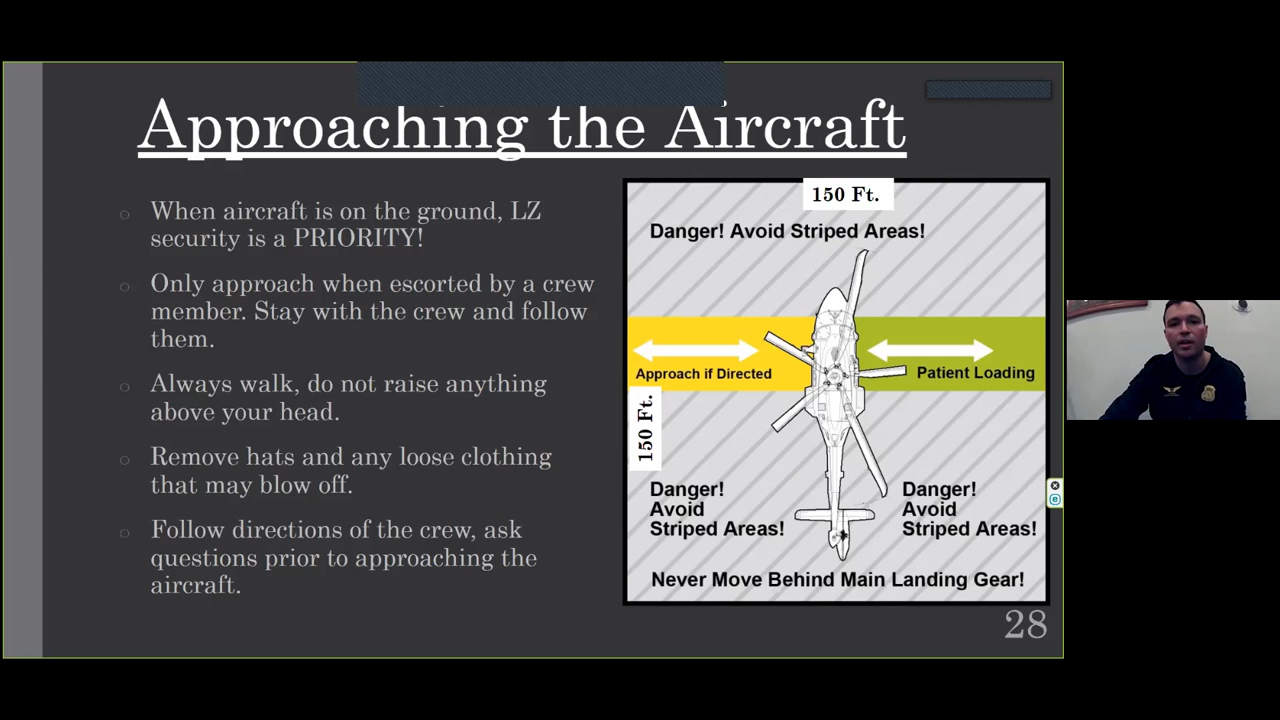 Approaching the Aircraft
When aircraft is on the ground, LZ
security is a PRIORITY!
Only approach when escorted by a crew
member. Stay with the crew and follow
them.
Always walk, do not raise anything
above your head.
Remove hats and any loose clothing
that may blow off.
Follow directions of the crew, ask
questions prior to approaching the
aircraft.
150 Ft.
Danger! Avoid Striped Areas!
Approach if Directed
Patient Loading
150 Ft.
Danger!
Avoid
Striped Areas!
Danger!
Avoid
Striped Areas!
Never Move Behind Main Landing Gear!
28